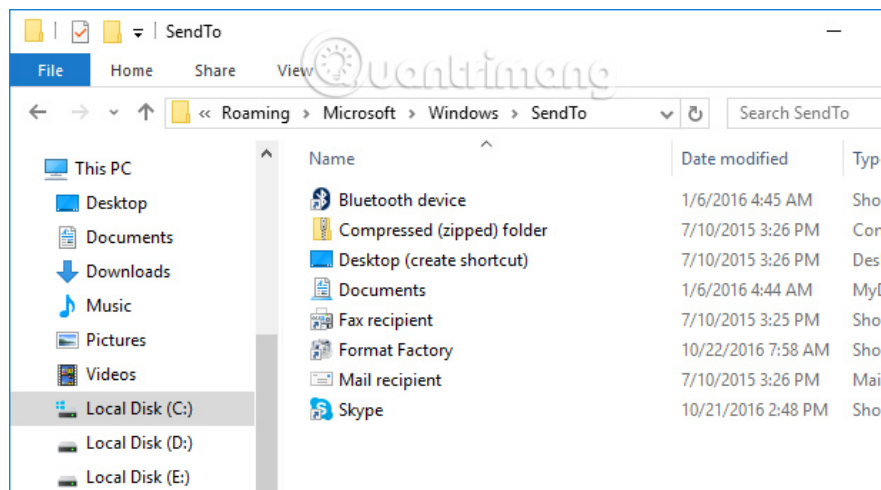 SendTo
File Home Share View
Quantrimang
« Roaming > Microsoft > Windows > SendTo Search SendTo
Name Date modified Typ
This PC
Desktop
Documents
Downloads
Music
Pictures
Videos
Local Disk (C:)
Local Disk (D:)
Local Disk (E:)
Bluetooth device 1/6/2016 4:45 AM Sho
Compressed (zipped) folder 7/10/2015 3:26 PM Con
Desktop (create shortcut) 7/10/2015 3:26 PM Des
Documents 1/6/2016 4:44 AM MyD
Fax recipient 7/10/2015 3:25 PM Sho
Format Factory 10/22/2016 7:58 AM Sho
Mail recipient 7/10/2015 3:26 PM Mai
Skype 10/21/2016 2:48 PM Sho